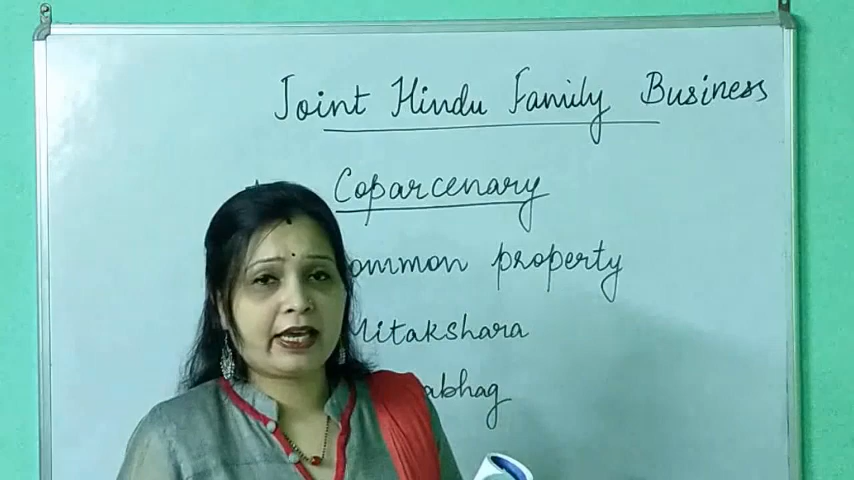 Joint Hindu Family Business
Coparcenary
ommon property
Mitakshara
abhag